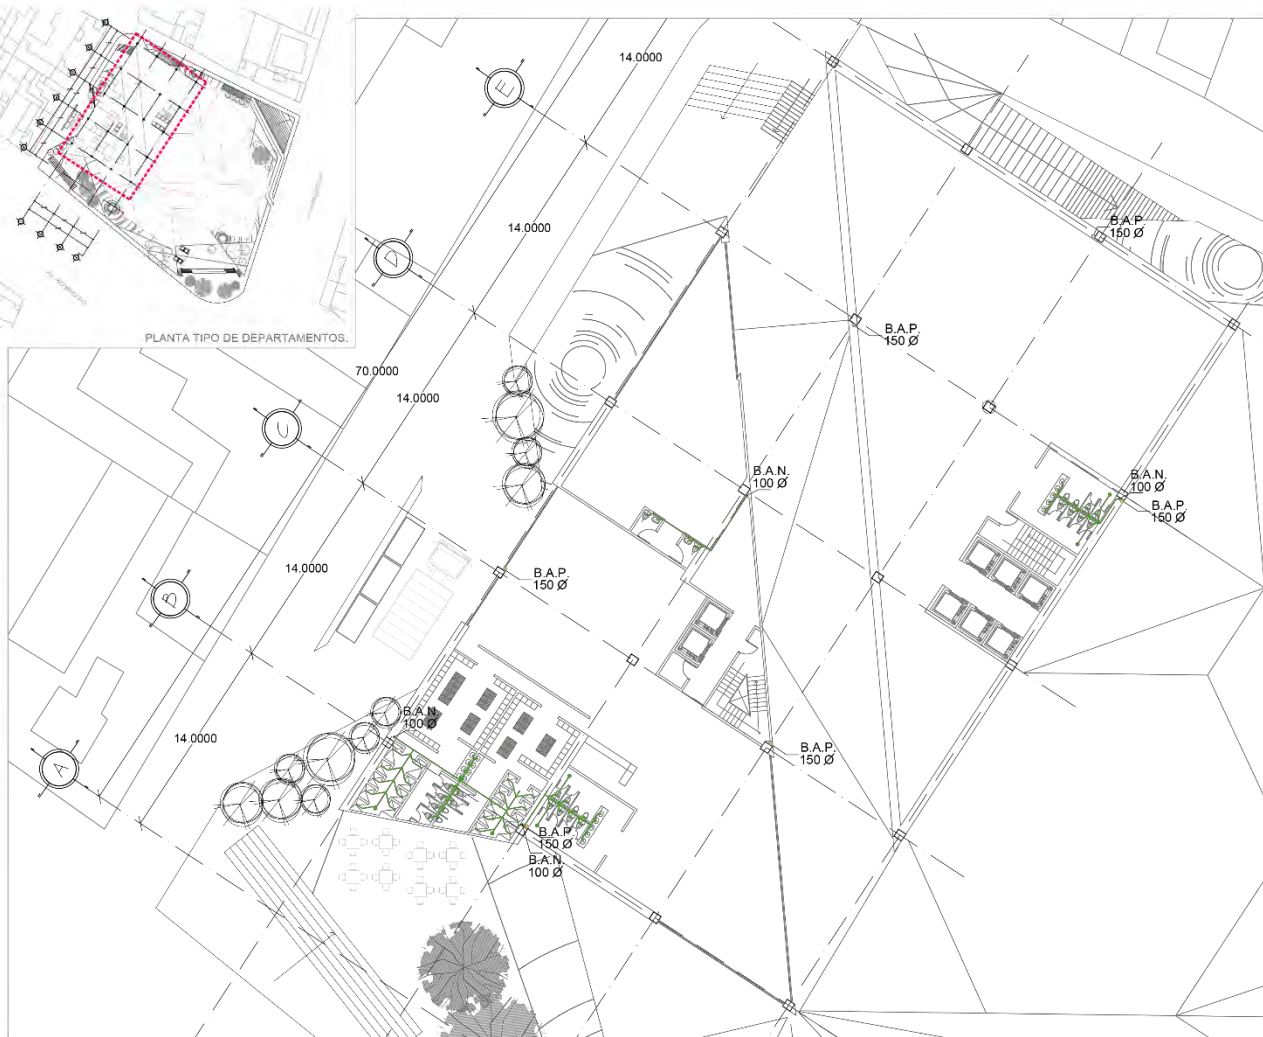 PLANTA TIPO DE DEPARTAMENTOS.
E
14.0000
D
14.0000
B.A.P.
150 Ø
B.A.P.
150 Ø
70.0000
14.0000
C
B.A.N.
100 Ø
B.A.N.
100 Ø
B.A.P.
150 Ø
14.0000
B.A.P.
150 Ø
B
B.A.N.
100 Ø
14.0000
B.A.P.
150 Ø
A
B.A.P.
150 Ø
B.A.N.
100 Ø